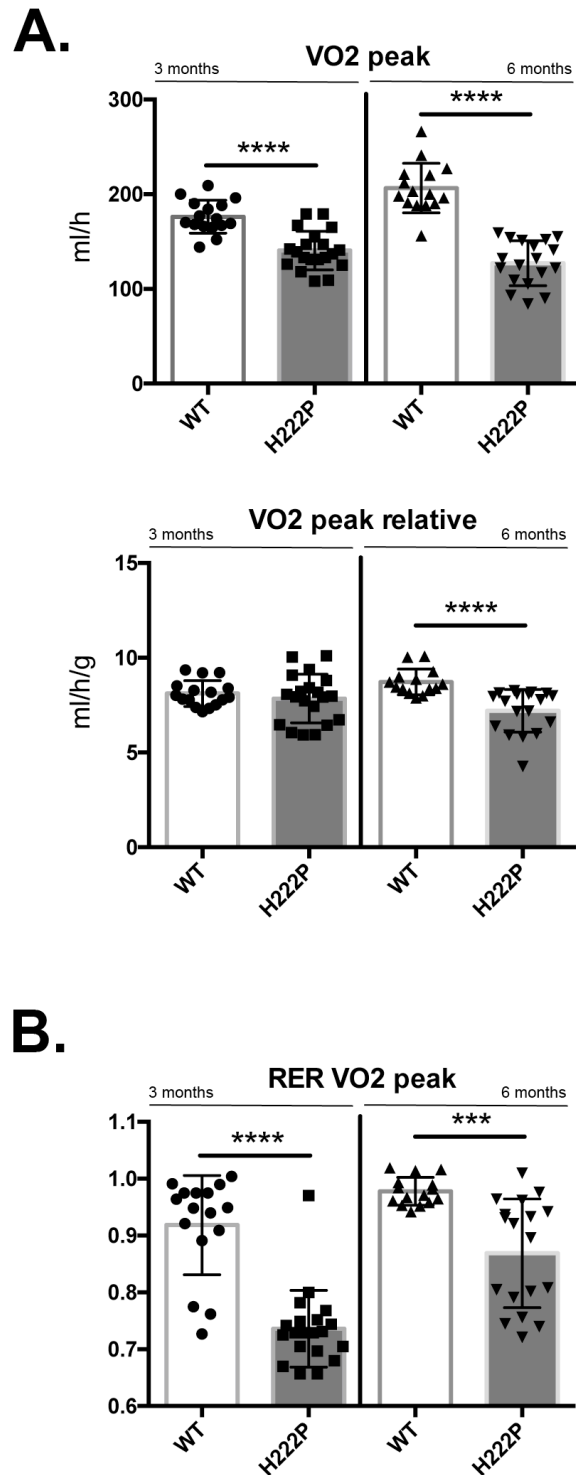 A.
VO2 peak
3 months 6 months
300
200
100
0
ml/h
**** ****
WT H222P WT H222P
VO2 peak relative
3 months 6 months
15
10
5
0
ml/h/g
****
WT H222P WT H222P
B.
RER VO2 peak
3 months 6 months
1.1
1.0
0.9
0.8
0.7
0.6
**** ***
WT H222P WT H222P